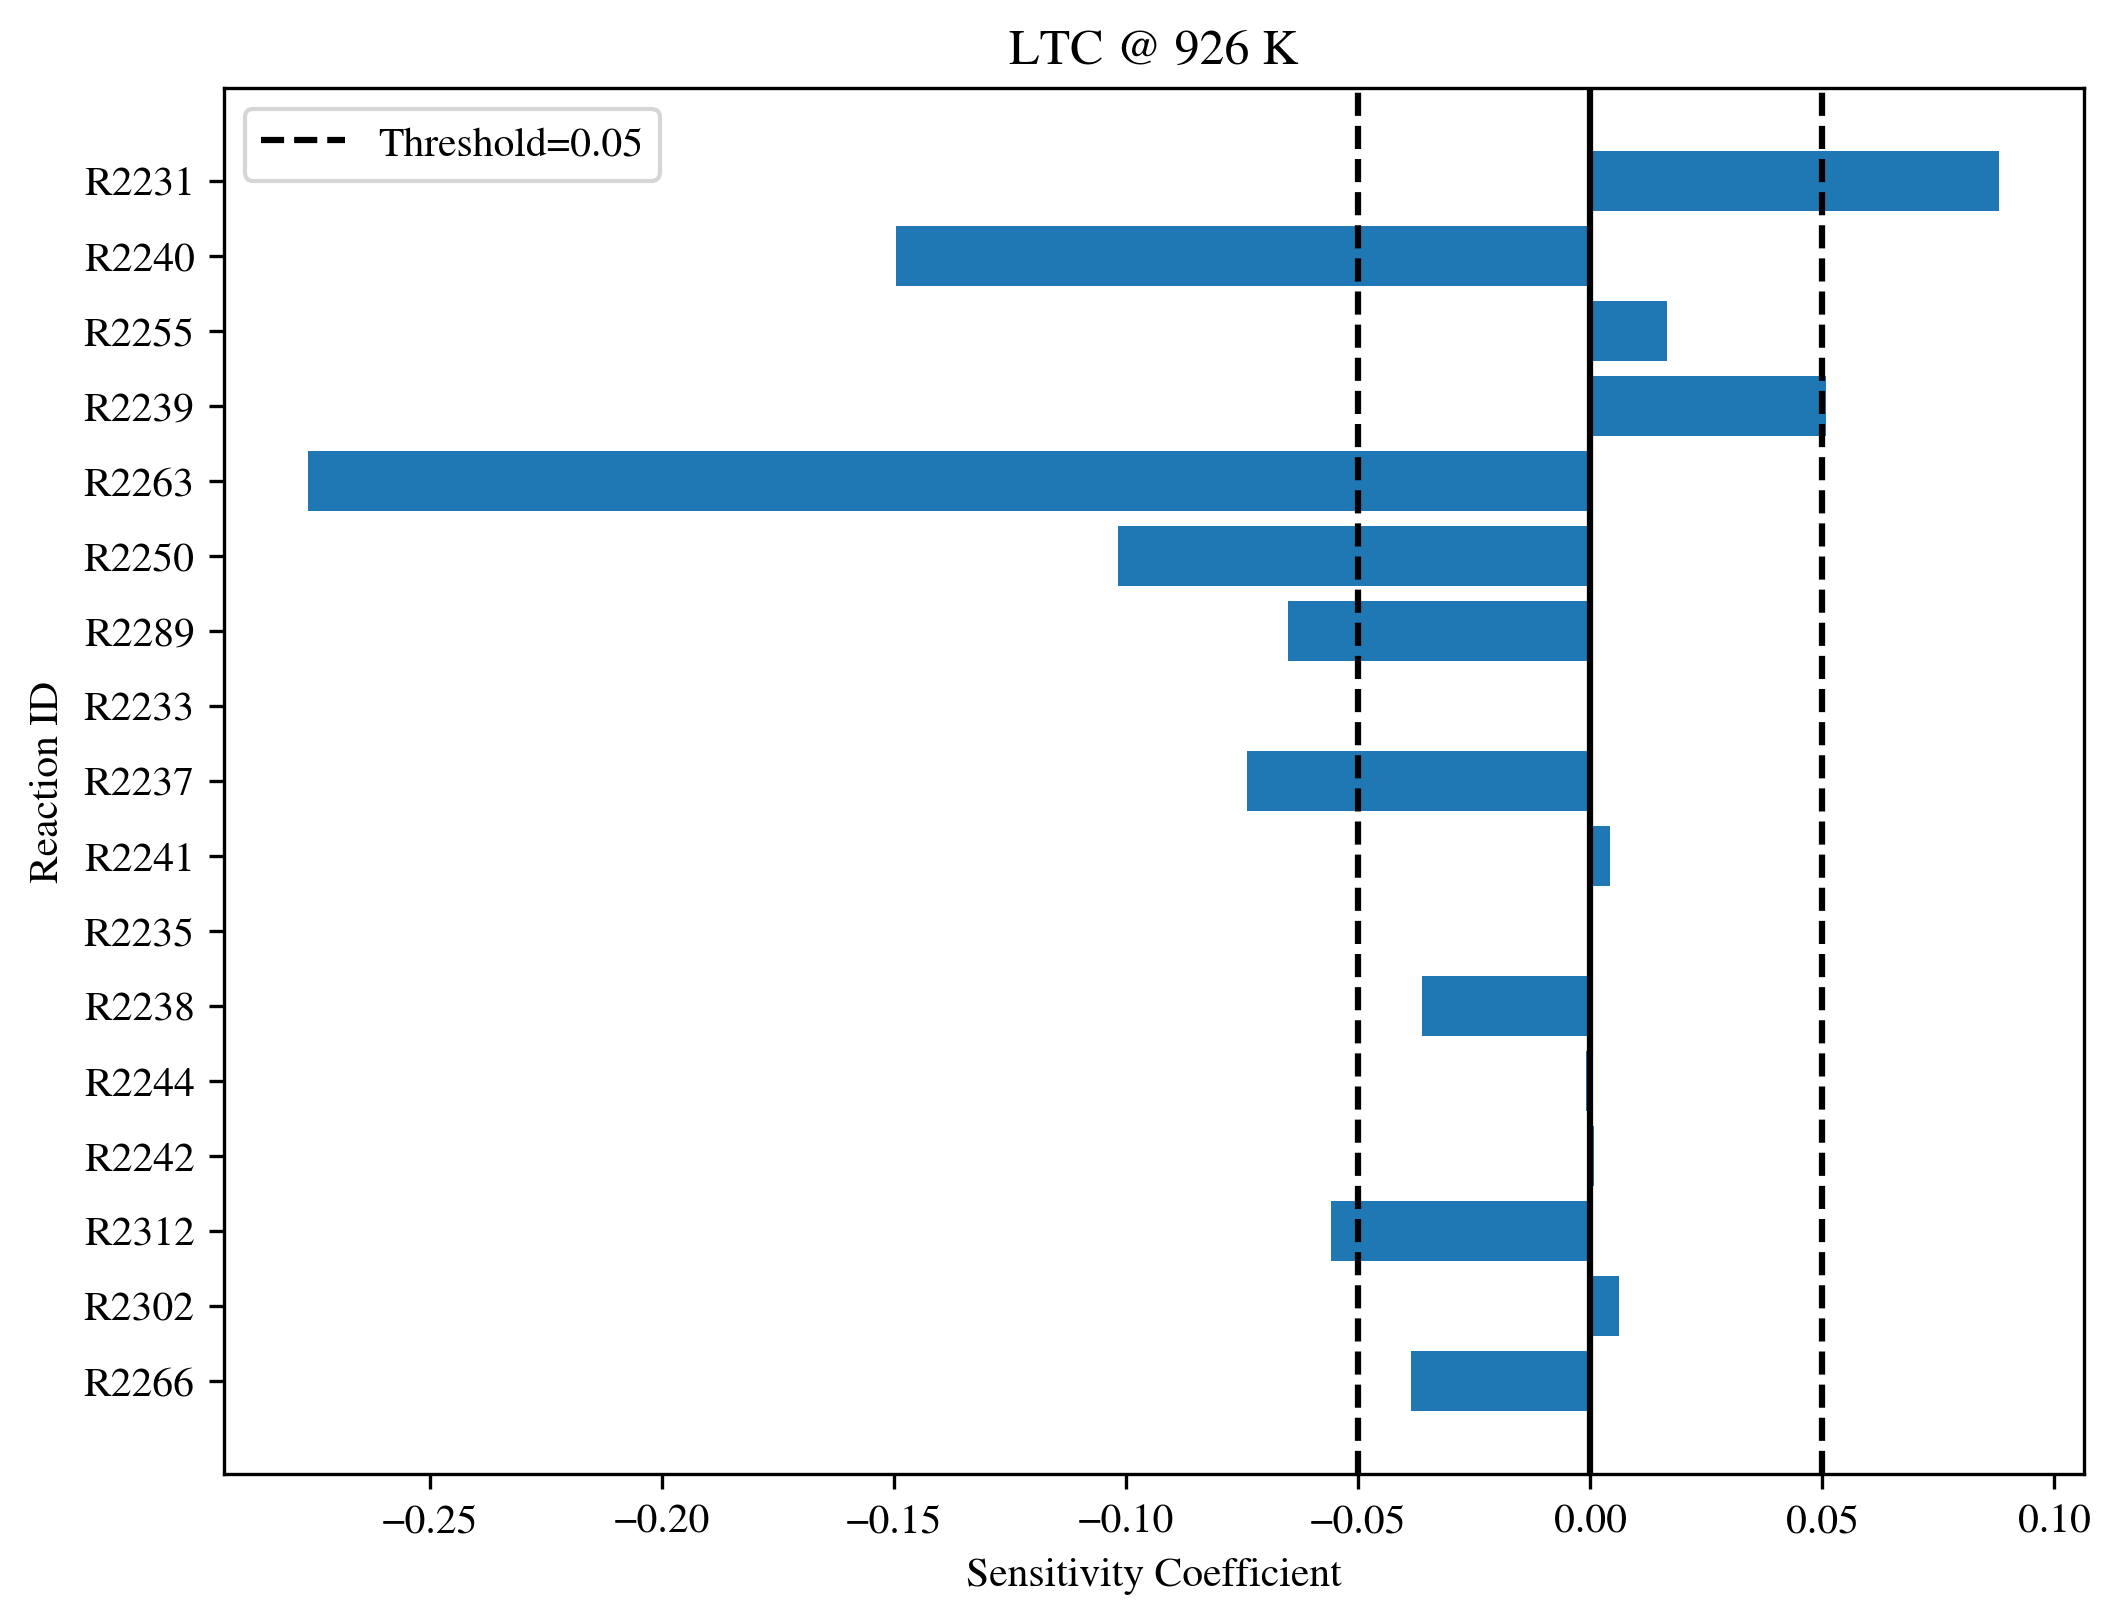 LTC @ 926 K
Threshold=0.05
R2231
R2240
R2255
R2239
R2263
R2250
R2289
R2233
R2237
R2241
R2235
R2238
R2244
R2242
R2312
R2302
R2266
Reaction ID
−0.25 −0.20 −0.15 −0.10 −0.05 0.00 0.05 0.10
Sensitivity Coefficient